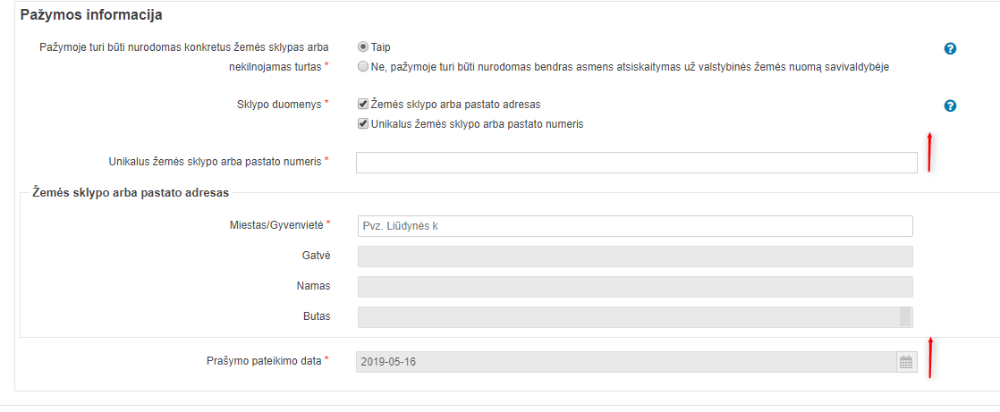 Pažymos informacija
Pažymoje turi būti nurodomas konkretus žemės sklypas arba
nekilnojamas turtas *
Taip
Ne, pažymoje turi būti nurodomas bendras asmens atsiskaitymas už valstybinės žemės nuomą savivaldybėje
?
Sklypo duomenys *
Žemės sklypo arba pastato adresas
Unikalus žemės sklypo arba pastato numeris
?
Unikalus žemės sklypo arba pastato numeris *
Žemės sklypo arba pastato adresas
Miestas/Gyvenvietė * Pvz. Liūdynės k
Gatvė
Namas
Butas
Prašymo pateikimo data * 2019-05-16